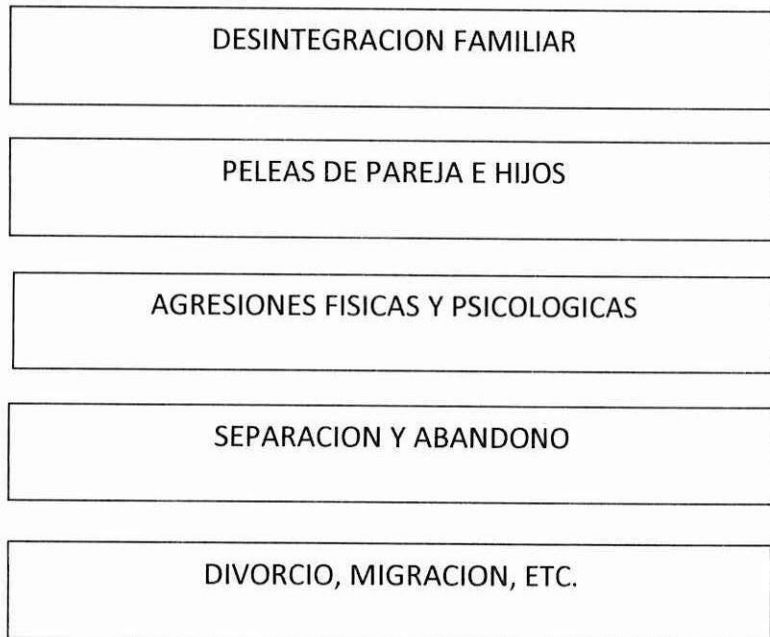 DESINTEGRACION FAMILIAR
PELEAS DE PAREJA E HIJOS
AGRESIONES FISICAS Y PSICOLOGICAS
SEPARACION Y ABANDONO
DIVORCIO, MIGRACION, ETC.